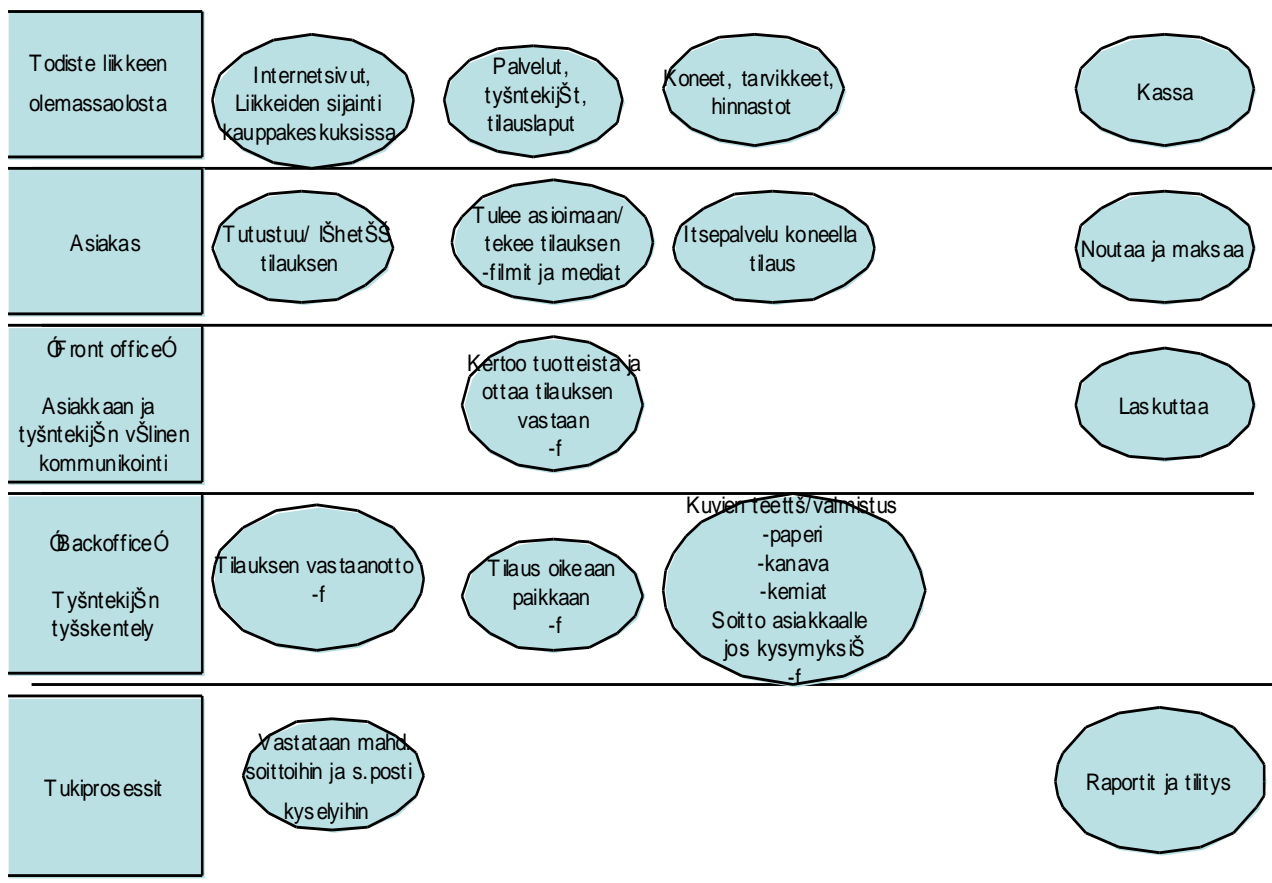 Todiste liikkeen
olemassaolosta
Internetsivut,
Liikkeiden sijainti
kauppakeskuksissa
Palvelut,
tyšntekijŠt,
tilauslaput
Koneet, tarvikkeet,
hinnastot
Kassa
Asiakas
Tutustuu/ lŠhetŠŠ
tilauksen
Tulee asioimaan/
tekee tilauksen
-filmit ja mediat
Itsepalvelu koneella
tilaus
Noutaa ja maksaa
ÓFront officeÓ
Asiakkaan ja
tyšntekijŠn vŠlinen
kommunikointi
Kertoo tuotteista ja
ottaa tilauksen
vastaan
-f
Laskuttaa
ÓBackofficeÓ
TyšntekijŠn
tyšskentely
Tilauksen vastaanotto
-f
Tilaus oikeaan
paikkaan
-f
Kuvien teettš/valmistus
-paperi
-kanava
-kemiat
Soitto asiakkaalle
jos kysymyksiŠ
-f
Tukiprosessit
Vastataan mahd.
soittoihin ja s.posti
kyselyihin
Raportit ja tilitys